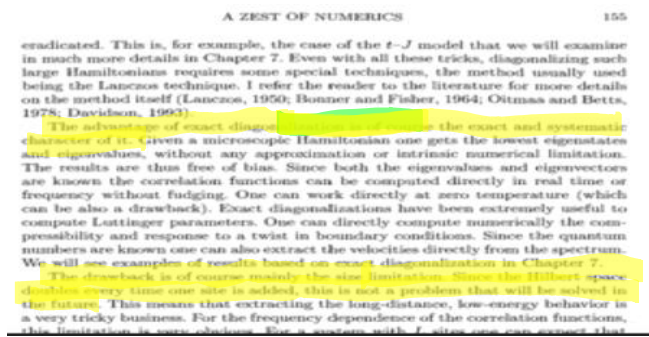 A ZEST OF NUMERICS 155
eradicated. This is, for example, the case of the t–J model that we will examine
in much more details in Chapter 7. Even with all these tricks, diagonalizing such
large Hamiltonians requires some special techniques, the method usually used
being the Lanczos technique. I refer the reader to the literature for more details
on the method itself (Lanczos, 1950; Bonner and Fisher, 1964; Oitmaa and Betts,
1978; Davidson, 1993).
The advantage of exact diagonalization is of course the exact and systematic
character of it. Given a microscopic Hamiltonian one gets the lowest eigenstates
and eigenvalues, without any approximation or intrinsic numerical limitation.
The results are thus free of bias. Since both the eigenvalues and eigenvectors
are known the correlation functions can be computed directly in real time or
frequency without fudging. One can work directly at zero temperature (which
can be also a drawback). Exact diagonalizations have been extremely useful to
compute Luttinger parameters. One can directly compute numerically the com-
pressibility and response to a twist in boundary conditions. Since the quantum
numbers are known one can also extract the velocities directly from the spectrum.
We will see examples of results based on exact diagonalization in Chapter 7.
The drawback is of course mainly the size limitation. Since the Hilbert space
doubles every time one site is added, this is not a problem that will be solved in
the future. This means that extracting the long-distance, low-energy behavior is
a very tricky business. For the frequency dependence of the correlation functions,
this limitation is very obvious. For a system with L sites one can expect that